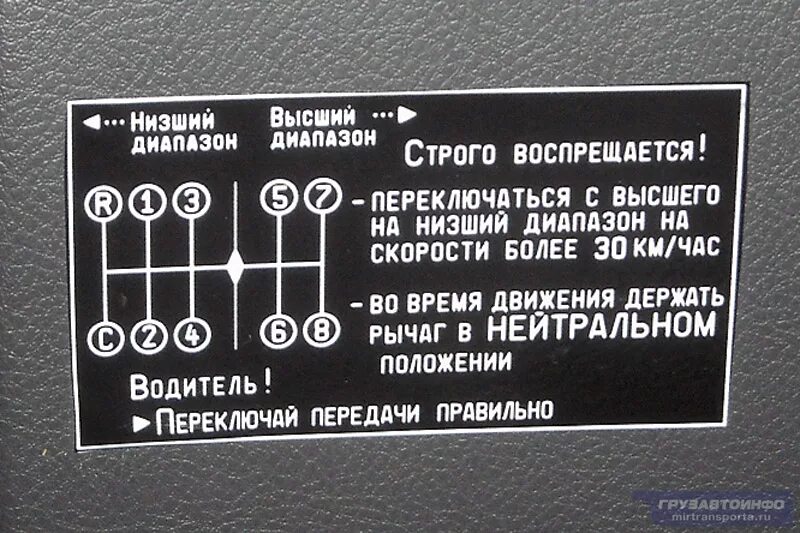 ◄··· Низший диапазон
Высший ···► диапазон
Строго воспрещается!
R 1 3 5 7
C 2 4 6 8
– переключаться с высшего
на низший диапазон на
скорости более 30 км/час
– во время движения держать
рычаг в НЕЙТРАЛЬНОМ
положении
Водитель!
►Переключай передачи правильно
ГРУЗАВТОИНФО
mirtransporta.ru